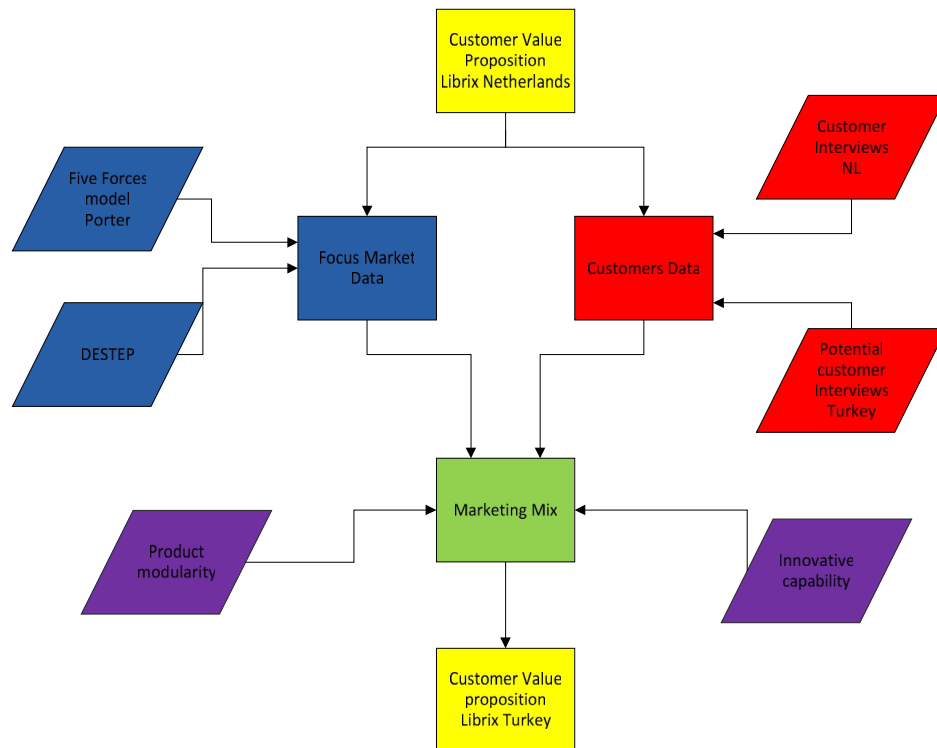 Customer Value
Proposition
Librix Netherlands
Customer
Interviews
NL
Five Forces
model
Porter
Focus Market
Data
Customers Data
DESTEP
Potential
customer
Interviews
Turkey
Marketing Mix
Product
modularity
Innovative
capability
Customer Value
proposition
Librix Turkey